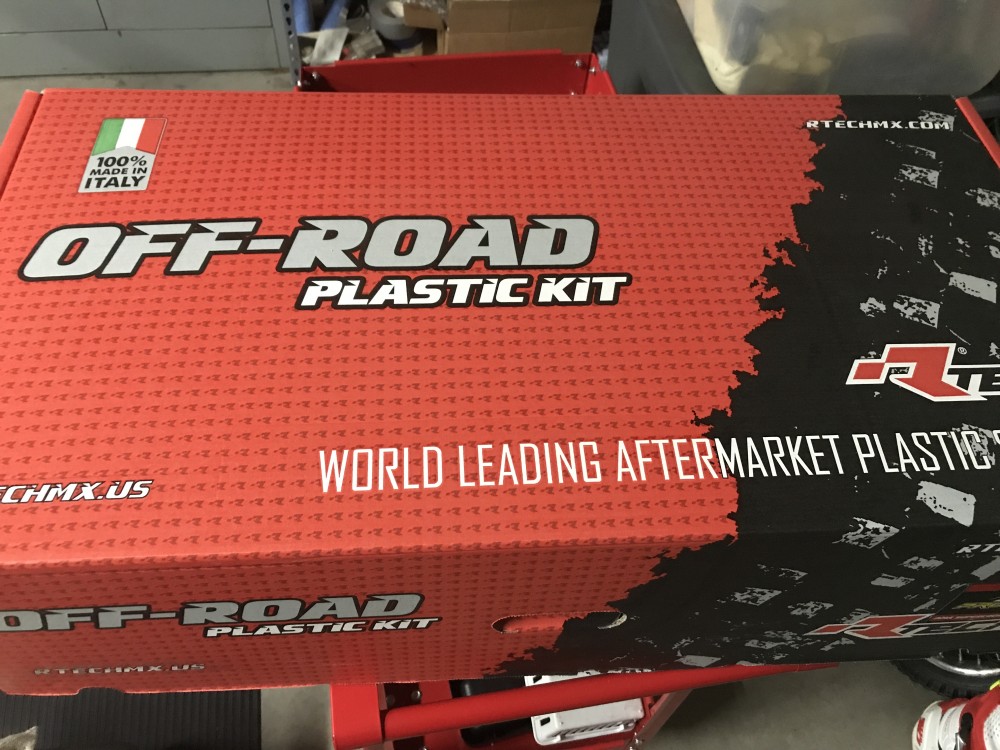 RTECHMX.COM
100%
MADE IN
ITALY
OFF-ROAD
PLASTIC KIT
WORLD LEADING AFTERMARKET PLASTIC
OFF-ROAD
PLASTIC KIT
RTECHMX.US